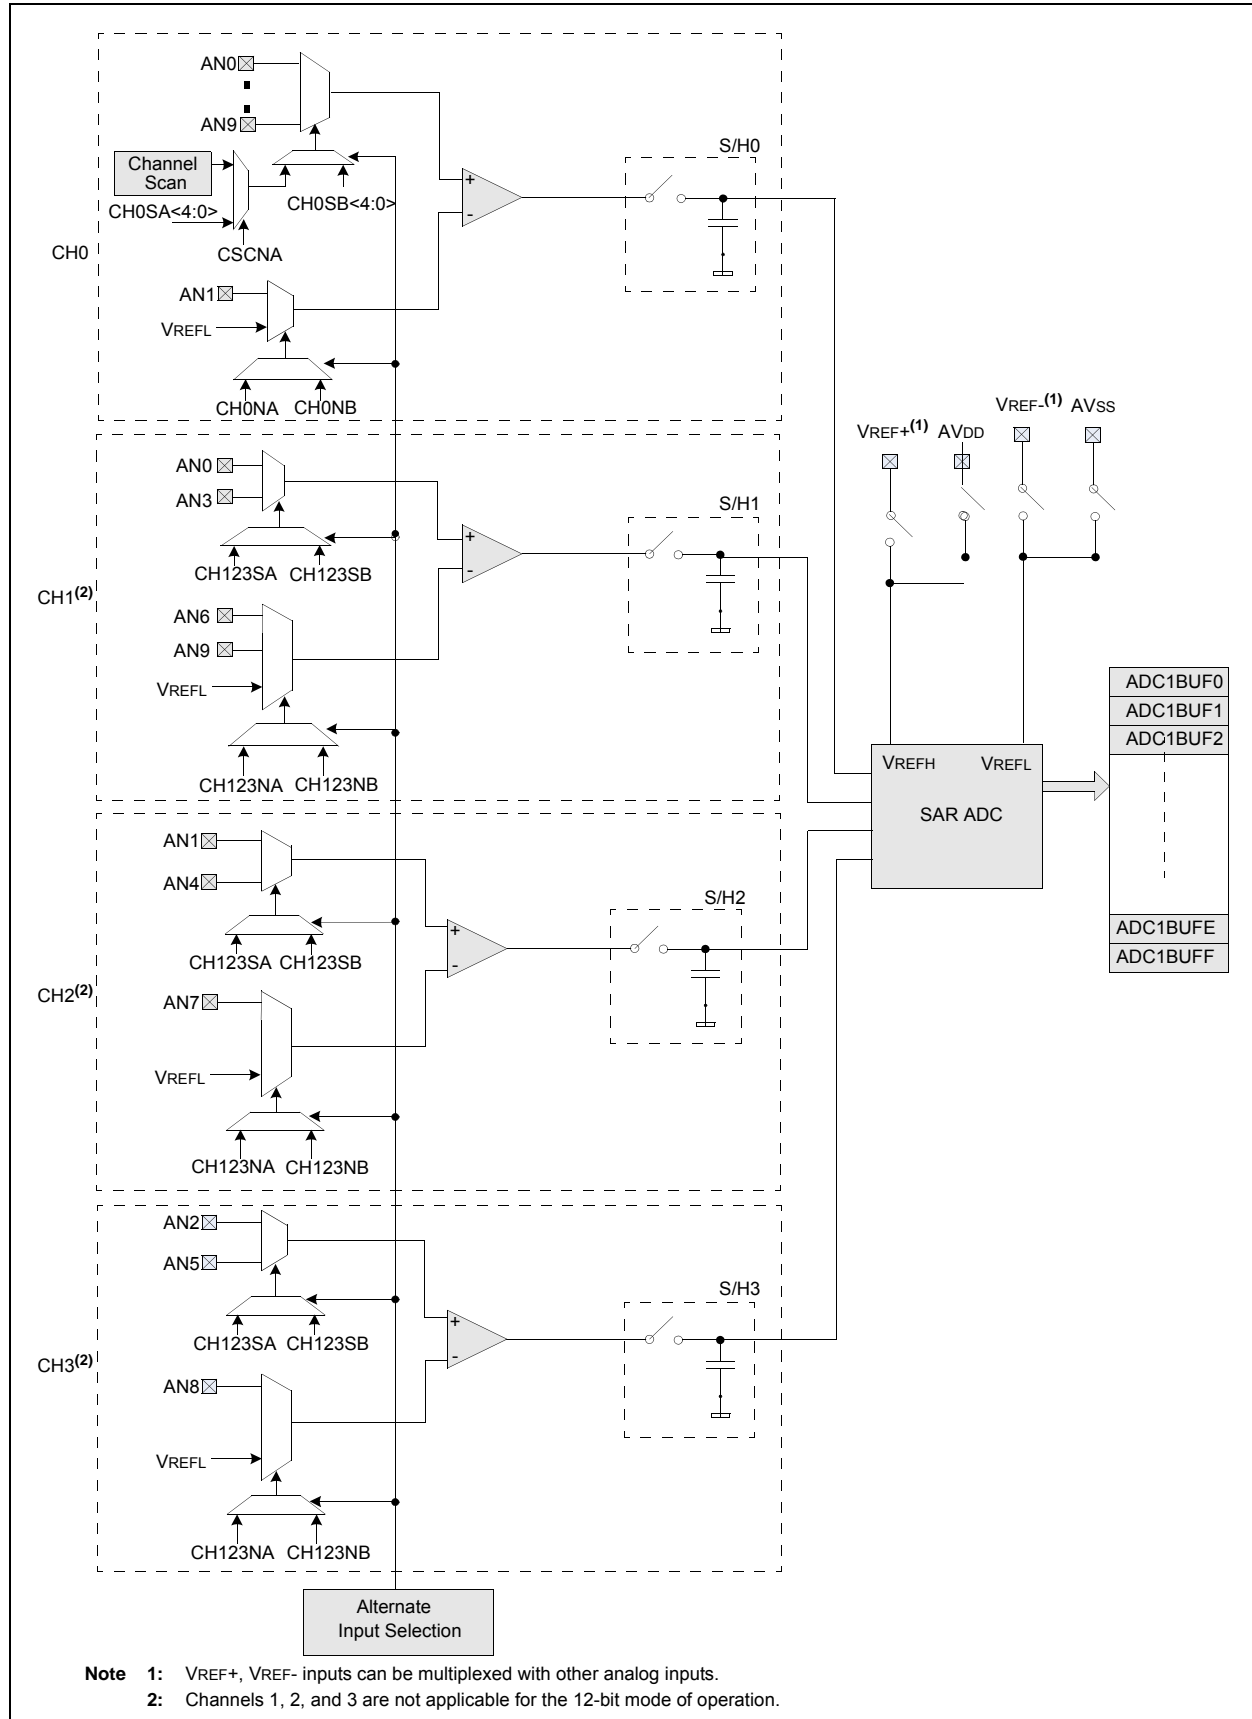 AN0
AN9
Channel
Scan
CH0SA<4:0>
CH0SB<4:0>
CSCNA
CH0
AN1
VREFL
CH0NA CH0NB
+
-
S/H0
AN0
AN3
CH123SA CH123SB
CH1(2)
AN6
AN9
VREFL
CH123NA CH123NB
+
-
S/H1
VREF+(1) AVDD
VREF-(1) AVSS
VREFH VREFL
SAR ADC
ADC1BUF0
ADC1BUF1
ADC1BUF2
ADC1BUFE
ADC1BUFF
AN1
AN4
CH123SA CH123SB
CH2(2)
AN7
VREFL
CH123NA CH123NB
+
-
S/H2
AN2
AN5
CH123SA CH123SB
CH3(2)
AN8
VREFL
CH123NA CH123NB
+
-
S/H3
Alternate
Input Selection
Note 1: VREF+, VREF- inputs can be multiplexed with other analog inputs.
2: Channels 1, 2, and 3 are not applicable for the 12-bit mode of operation.